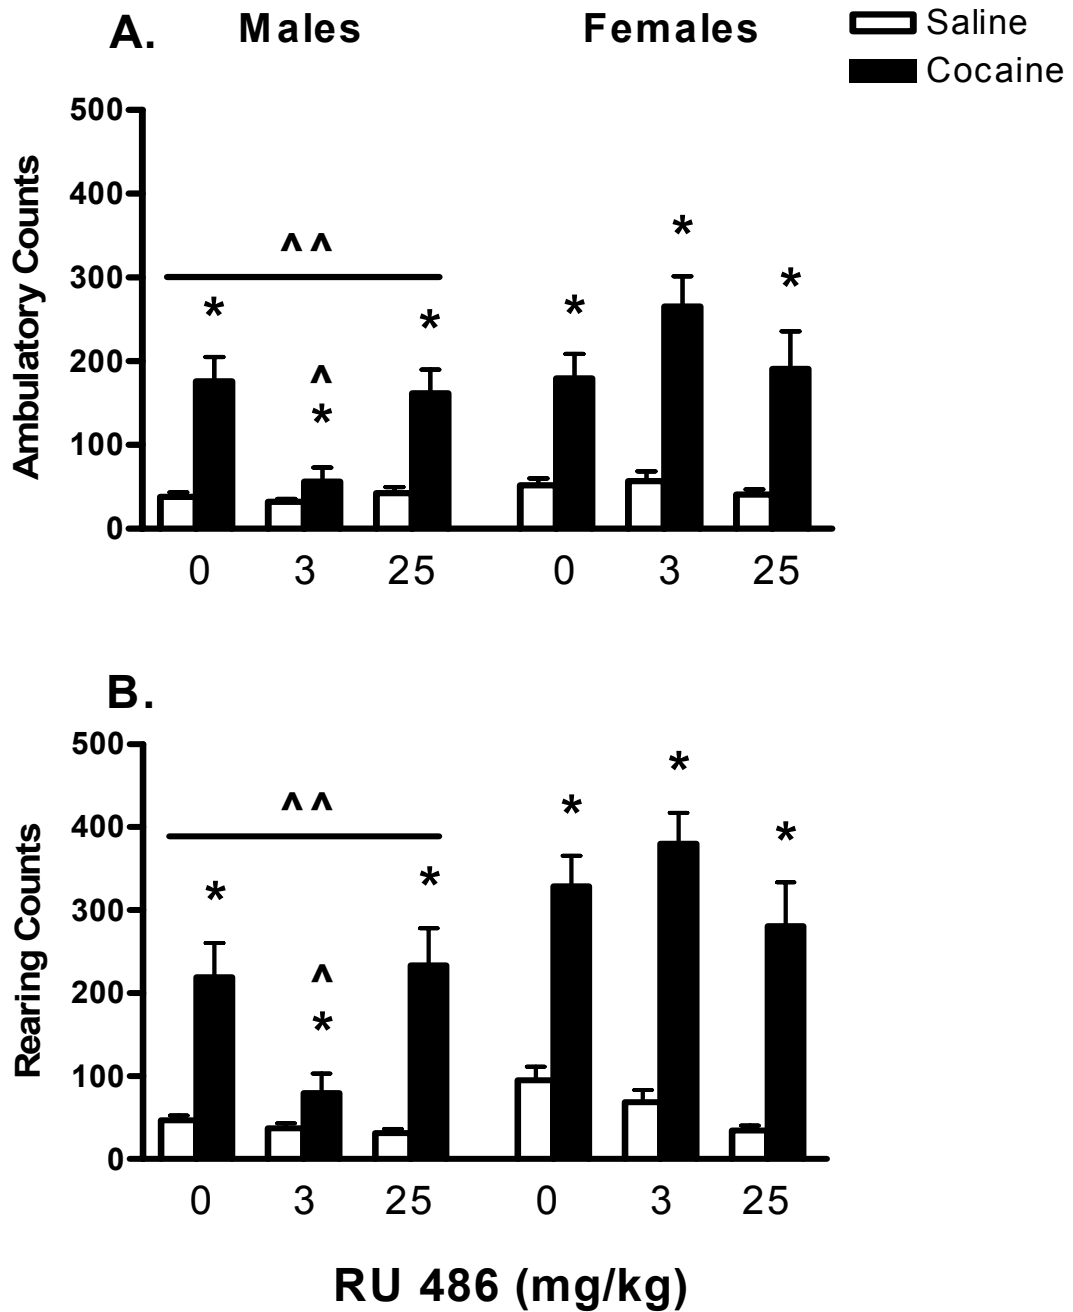 A. Males Females
Saline
Cocaine
Ambulatory Counts
500
400
300
200
100
0
^ ^
* ^ * * * * *
0 3 25 0 3 25
B.
Rearing Counts
500
400
300
200
100
0
^ ^
* ^ * * * * *
0 3 25 0 3 25
RU 486 (mg/kg)